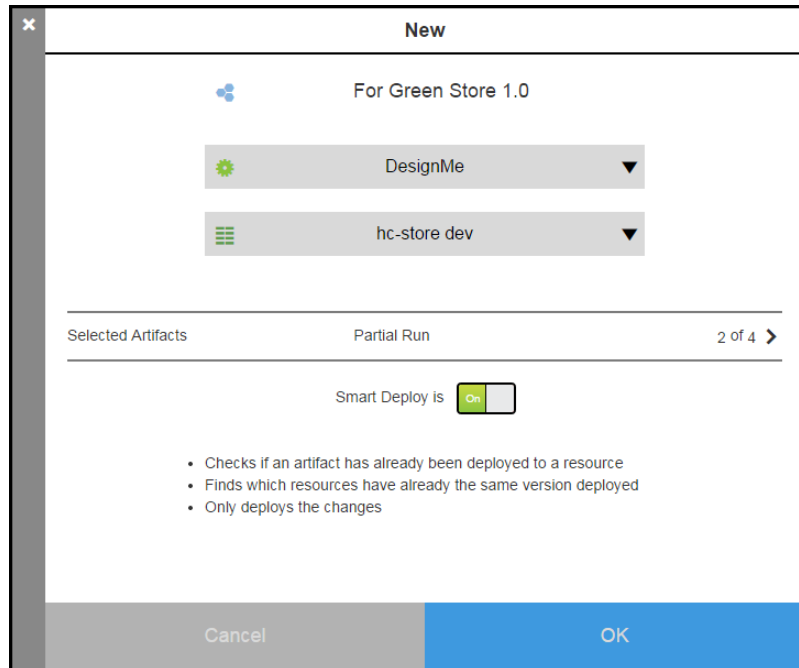 New
For Green Store 1.0
DesignMe
hc-store dev
Selected Artifacts Partial Run 2 of 4
Smart Deploy is On
Checks if an artifact has already been deployed to a resource
Finds which resources have already the same version deployed
Only deploys the changes
Cancel OK